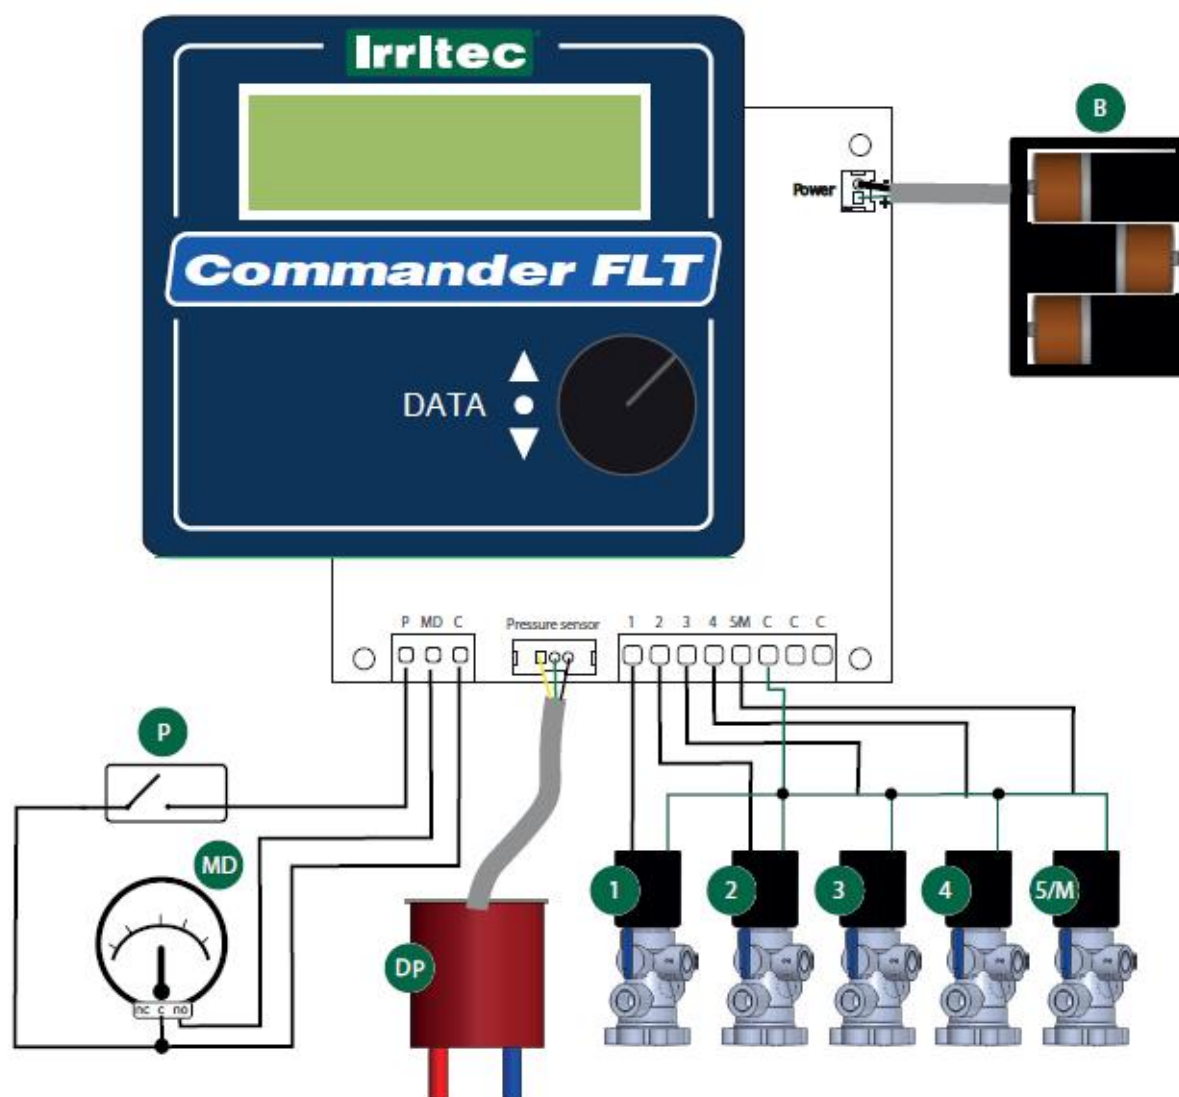 IrrItec
B
Power
-
+
Commander FLT
DATA
P MD C
Pressure sensor
1 2 3 4 5/M C C C
P
MD
nc c no
DP
1
2
3
4
5/M